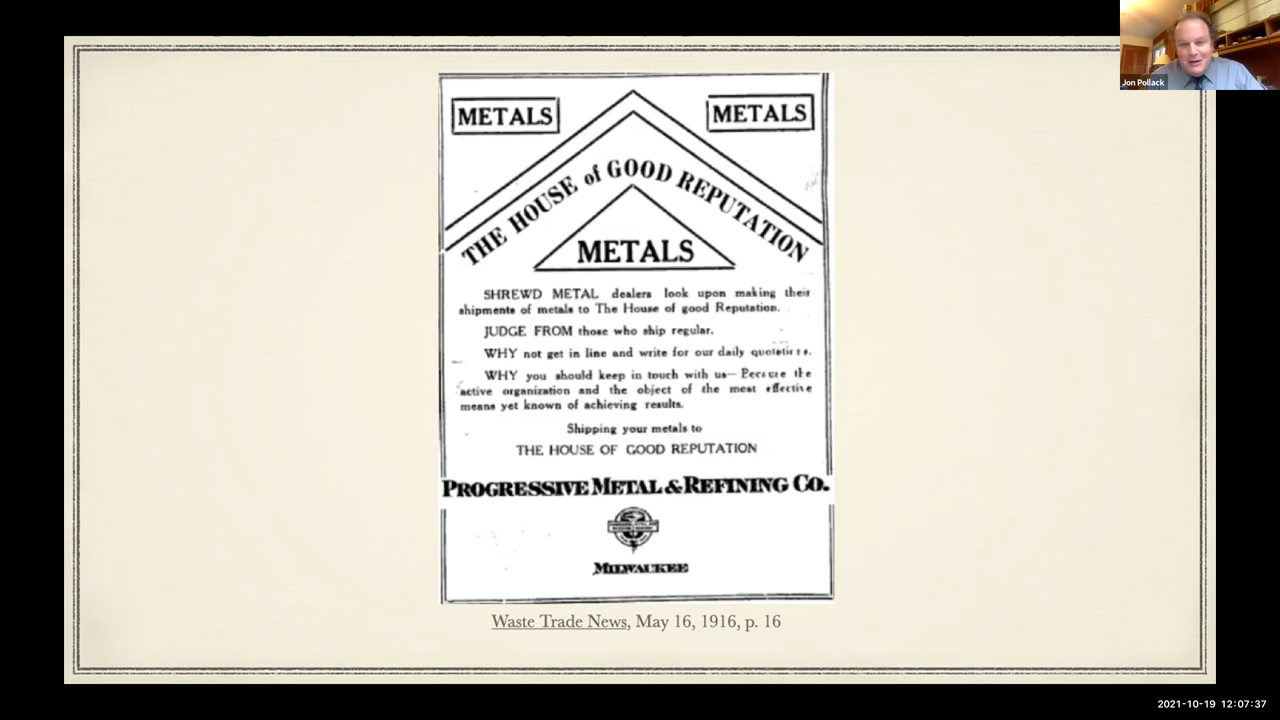 Jon Pollack
METALS
METALS
THE HOUSE of GOOD REPUTATION
METALS
SHREWD METAL dealers look upon making their
shipments of metals to The House of good Reputation.
JUDGE FROM those who ship regular.
WHY not get in line and write for our daily
WHY you should keep in touch with us— Because the
active organization and the object of the most effective
means yet known of achieving results.
Shipping your metals to
THE HOUSE OF GOOD REPUTATION
PROGRESSIVE METAL & REFINING CO.
MILWAUKEE
Waste Trade News, May 16, 1916, p. 16
2021-10-19 12:07:37